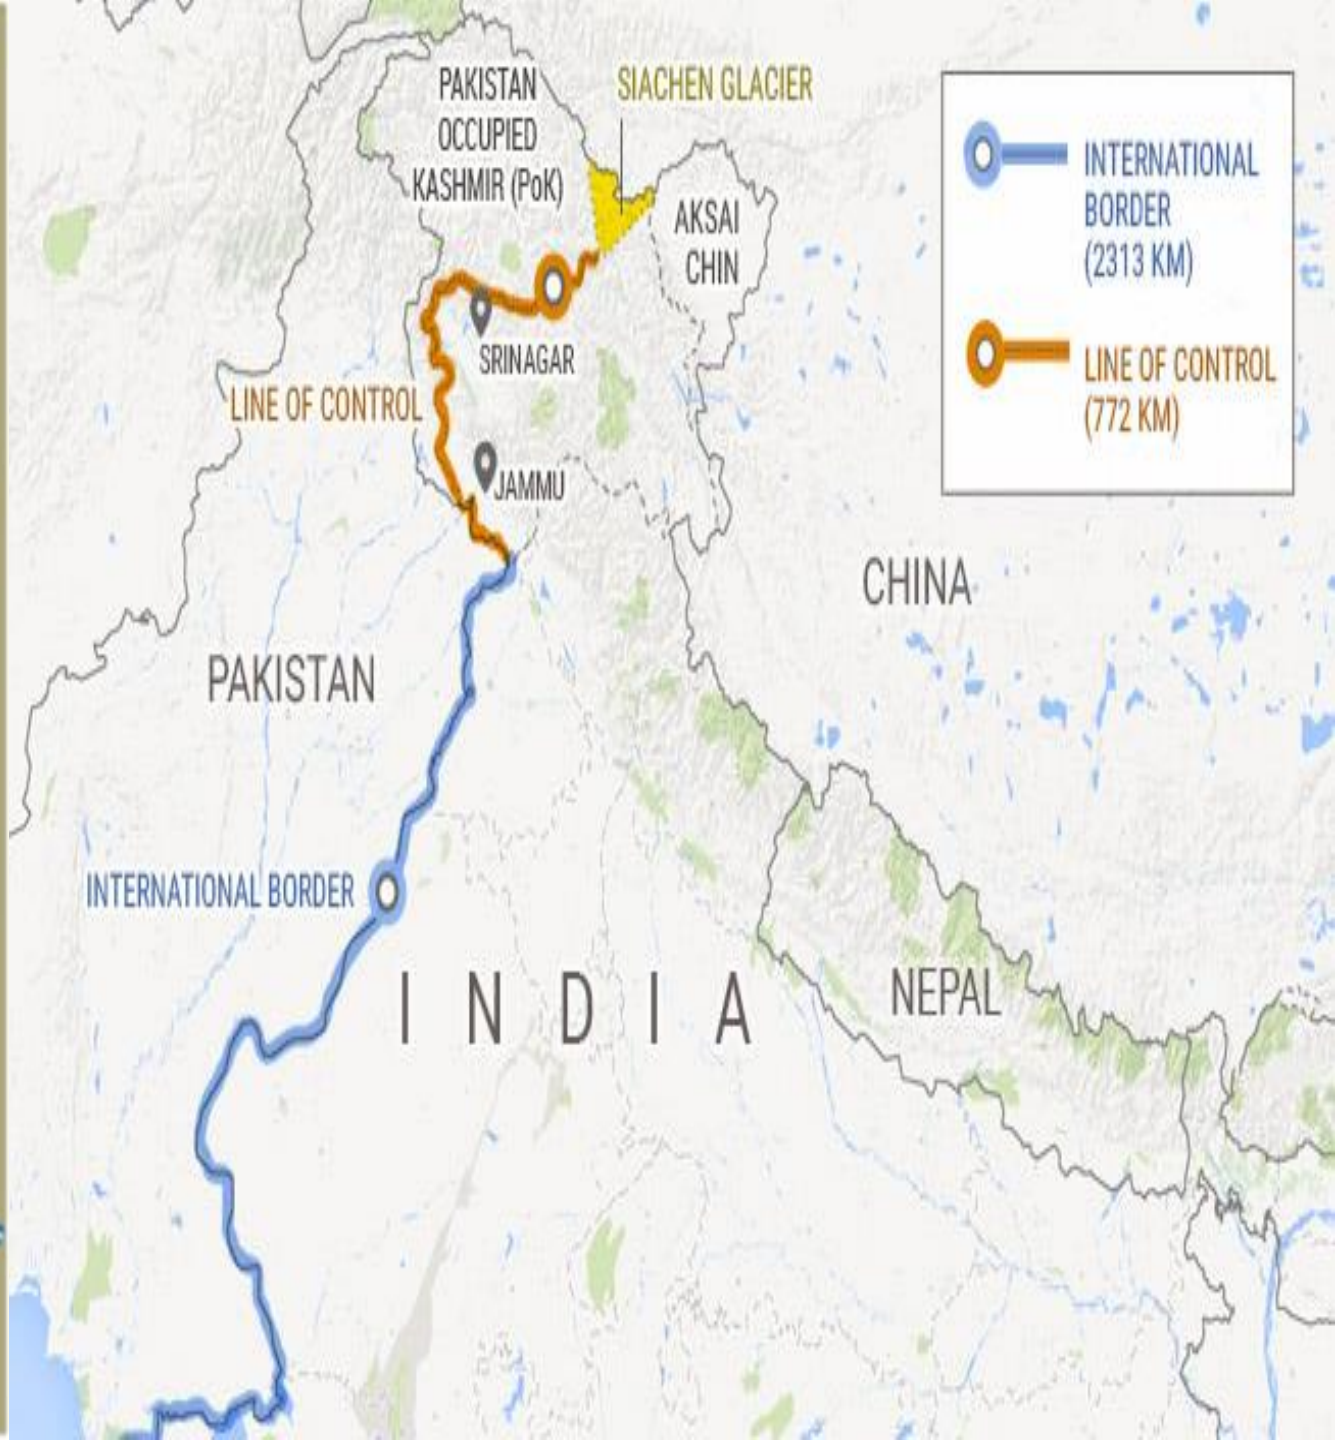 PAKISTAN
OCCUPIED
KASHMIR (PoK)
SIACHEN GLACIER
AKSAI
CHIN
INTERNATIONAL
BORDER
(2313 KM)
LINE OF CONTROL
(772 KM)
SRINAGAR
LINE OF CONTROL
JAMMU
CHINA
PAKISTAN
INTERNATIONAL BORDER
INDIA
NEPAL